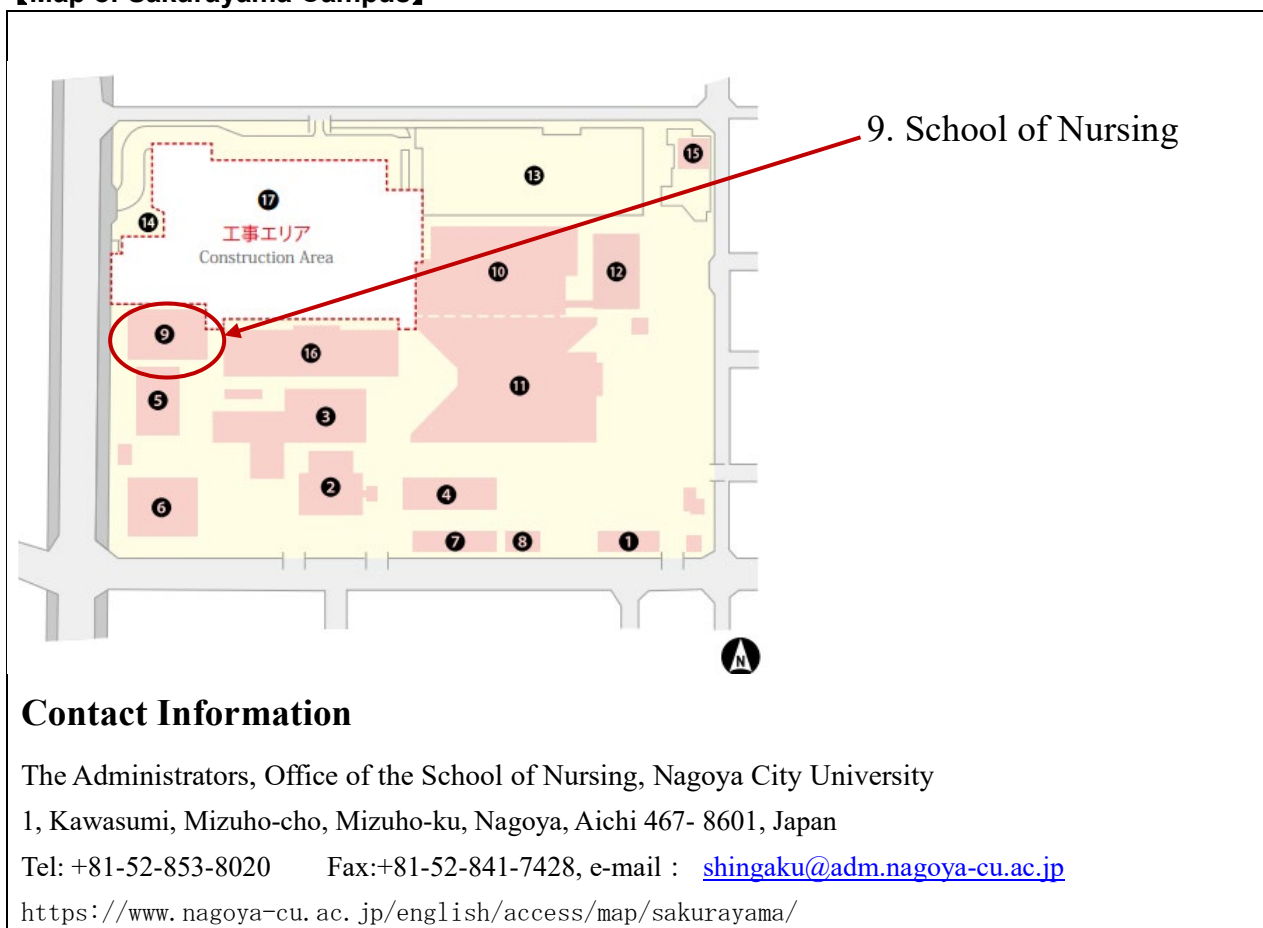 【Map of Sakurayama Campus】
9. School of Nursing
15
13
17
14
工事エリア
Construction Area
10
12
9
16
11
5
3
2
4
6
7
8
1
N
Contact Information
The Administrators, Office of the School of Nursing, Nagoya City University
1, Kawasumi, Mizuho-cho, Mizuho-ku, Nagoya, Aichi 467- 8601, Japan
Tel: +81-52-853-8020 Fax:+81-52-841-7428, e-mail： shingaku@adm.nagoya-cu.ac.jp
https://www.nagoya-cu.ac.jp/english/access/map/sakurayama/